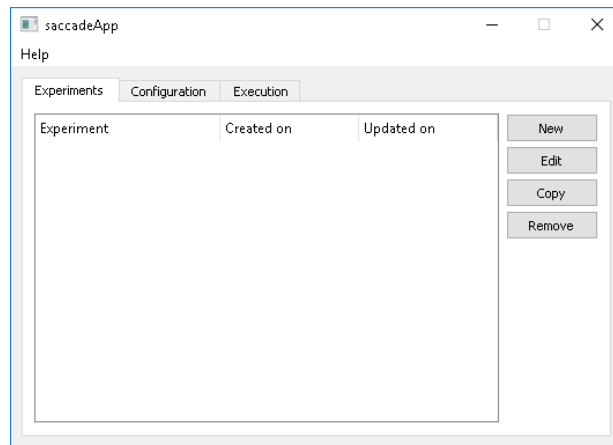 saccadeApp
Help
Experiments Configuration Execution
Experiment Created on Updated on
New
Edit
Copy
Remove